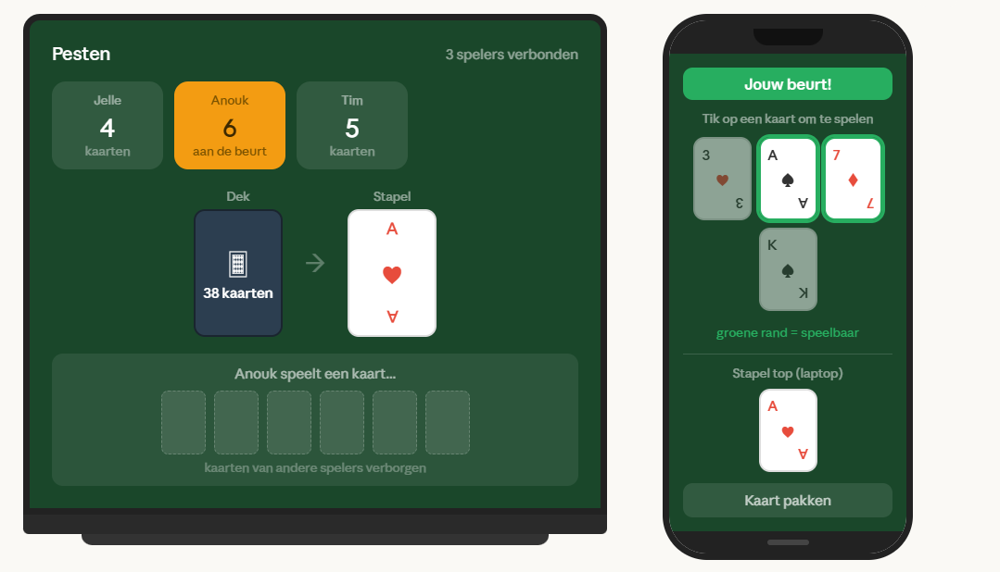 Pesten
3 spelers verbonden
Jelle
4
kaarten
Anouk
6
aan de beurt
Tim
5
kaarten
Dek
38 kaarten
→
Stapel
A
A
Anouk speelt een kaart...
kaarten van andere spelers verborgen
Jouw beurt!
Tik op een kaart om te spelen
3
3
A
A
7
7
K
K
groene rand = speelbaar
Stapel top (laptop)
A
A
Kaart pakken